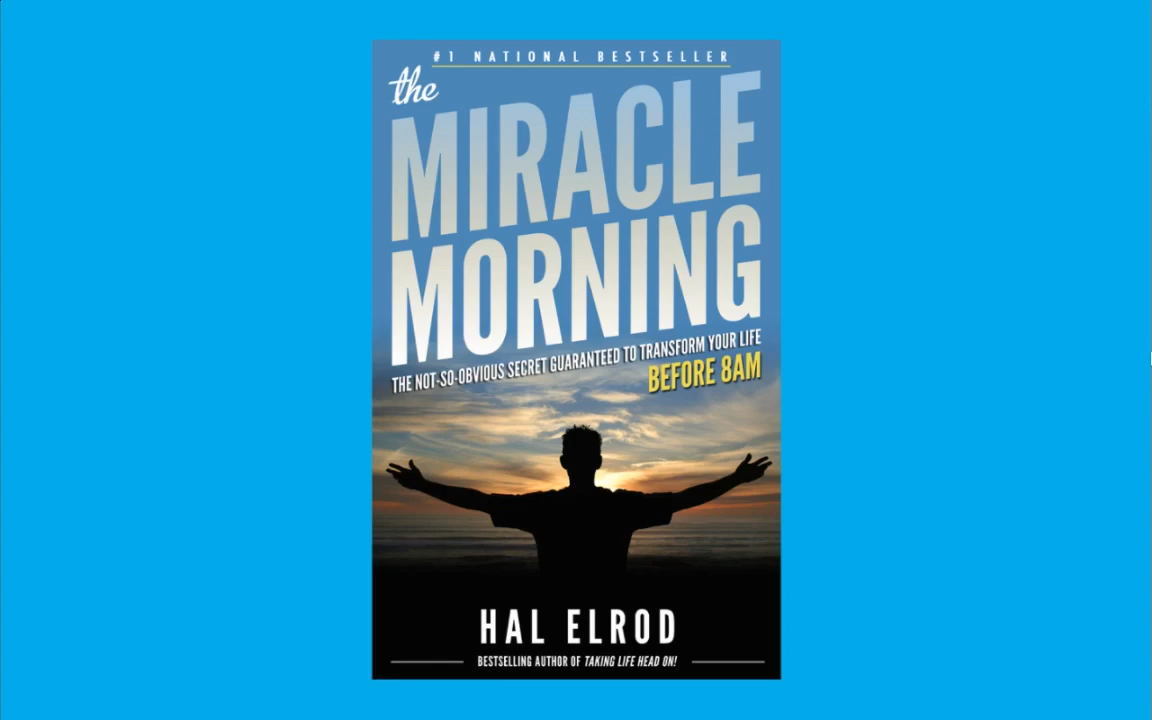 #1 NATIONAL BESTSELLER
the
MIRACLE
MORNING
THE NOT-SO-OBVIOUS SECRET GUARANTEED TO TRANSFORM YOUR LIFE
BEFORE 8AM
HAL ELROD
BESTSELLING AUTHOR OF TAKING LIFE HEAD ON!